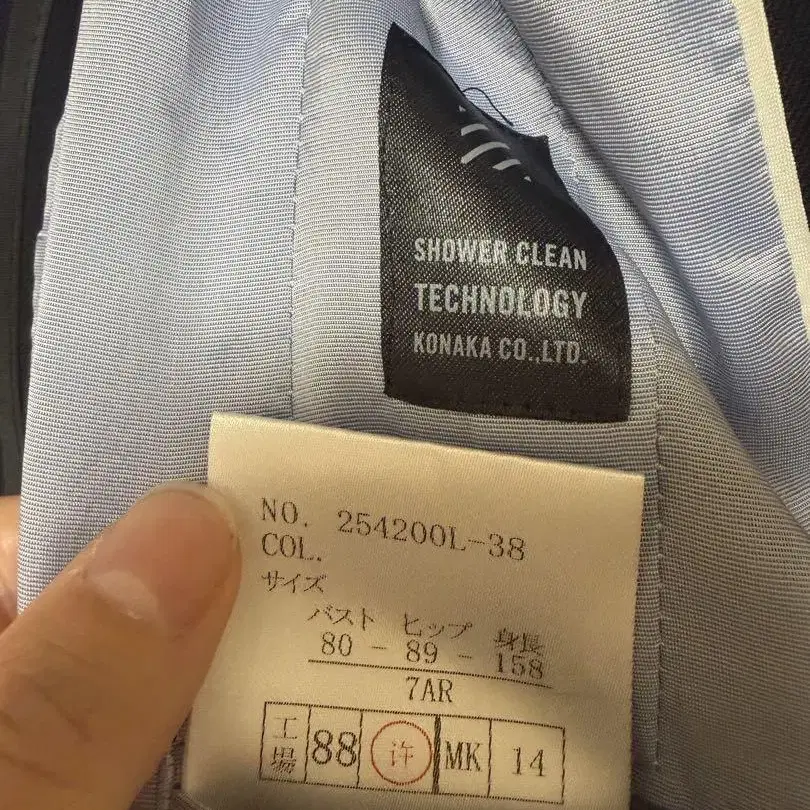 SHOWER CLEAN
TECHNOLOGY
KONAKA CO.,LTD.
NO. 254200L-38
COL.
サイズ
バスト ヒップ 身長
80 - 89 - 158
7AR
工場 88 许 MK 14